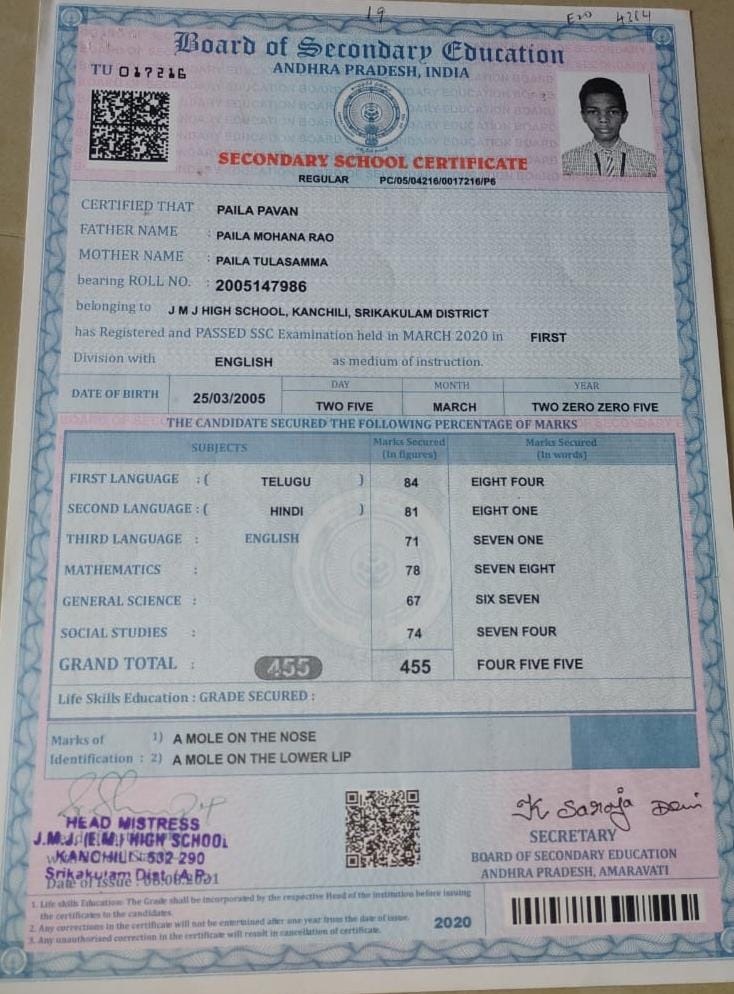 19
4214
Board of Secondary Education
TU 017216
ANDHRA PRADESH, INDIA
SECONDARY SCHOOL CERTIFICATE
REGULAR PC/05/04216/0017216/P6
CERTIFIED THAT PAILA PAVAN
FATHER NAME : PAILA MOHANA RAO
MOTHER NAME : PAILA TULASAMMA
bearing ROLL NO. : 2005147986
belonging to J M J HIGH SCHOOL, KANCHILI, SRIKAKULAM DISTRICT
has Registered and PASSED SSC Examination held in MARCH 2020 in FIRST
Division with ENGLISH as medium of instruction.
DATE OF BIRTH 25/03/2005 DAY MONTH YEAR
TWO FIVE MARCH TWO ZERO ZERO FIVE
THE CANDIDATE SECURED THE FOLLOWING PERCENTAGE OF MARKS
SUBJECTS Marks Secured (In figures) Marks Secured (In words)
FIRST LANGUAGE : ( TELUGU ) 84 EIGHT FOUR
SECOND LANGUAGE : ( HINDI ) 81 EIGHT ONE
THIRD LANGUAGE : ENGLISH 71 SEVEN ONE
MATHEMATICS : 78 SEVEN EIGHT
GENERAL SCIENCE : 67 SIX SEVEN
SOCIAL STUDIES : 74 SEVEN FOUR
GRAND TOTAL : 455 455 FOUR FIVE FIVE
Life Skills Education : GRADE SECURED :
Marks of 1) A MOLE ON THE NOSE
Identification : 2) A MOLE ON THE LOWER LIP
K Saroja Devi
HEAD MISTRESS
J.M.J. (E.M.) HIGH SCHOOL
KANCHILI - 532 290
Srikakulam Dist. (A.P.)
Date of Issue :
SECRETARY
BOARD OF SECONDARY EDUCATION
ANDHRA PRADESH, AMARAVATI
1. Life skills Education: The Grade shall be incorporated by the respective Head of the institution before issuing
the certificates to the candidates.
2. Any corrections in the certificate will not be entertained after one year from the date of issue.
3. Any unauthorised correction in the certificate will result in cancellation of certificate.
2020